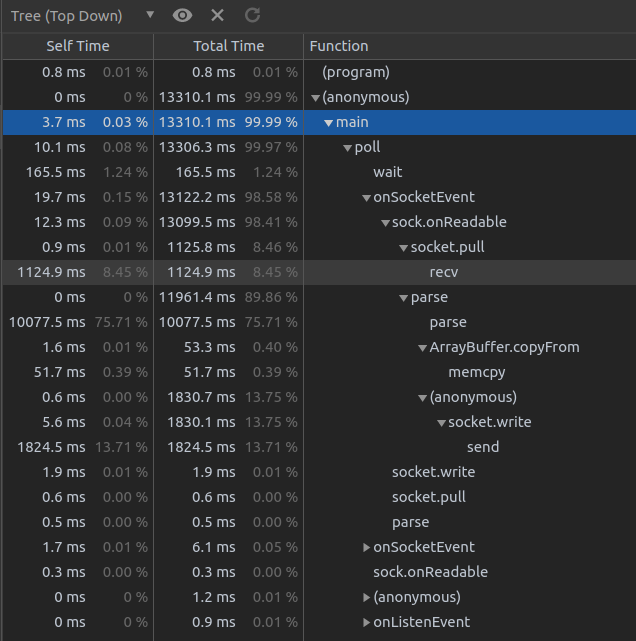 Tree (Top Down)
Self Time Total Time Function
0.8 ms 0.01 % 0.8 ms 0.01 % (program)
0 ms 0 % 13310.1 ms 99.99 % (anonymous)
3.7 ms 0.03 % 13310.1 ms 99.99 % main
10.1 ms 0.08 % 13306.3 ms 99.97 % poll
165.5 ms 1.24 % 165.5 ms 1.24 % wait
19.7 ms 0.15 % 13122.2 ms 98.58 % onSocketEvent
12.3 ms 0.09 % 13099.5 ms 98.41 % sock.onReadable
0.9 ms 0.01 % 1125.8 ms 8.46 % socket.pull
1124.9 ms 8.45 % 1124.9 ms 8.45 % recv
0 ms 0 % 11961.4 ms 89.86 % parse
10077.5 ms 75.71 % 10077.5 ms 75.71 % parse
1.6 ms 0.01 % 53.3 ms 0.40 % ArrayBuffer.copyFrom
51.7 ms 0.39 % 51.7 ms 0.39 % memcpy
0.6 ms 0.00 % 1830.7 ms 13.75 % (anonymous)
5.6 ms 0.04 % 1830.1 ms 13.75 % socket.write
1824.5 ms 13.71 % 1824.5 ms 13.71 % send
1.9 ms 0.01 % 1.9 ms 0.01 % socket.write
0.6 ms 0.00 % 0.6 ms 0.00 % socket.pull
0.5 ms 0.00 % 0.5 ms 0.00 % parse
1.7 ms 0.01 % 6.1 ms 0.05 % onSocketEvent
0.3 ms 0.00 % 0.3 ms 0.00 % sock.onReadable
0 ms 0 % 1.2 ms 0.01 % (anonymous)
0 ms 0 % 0.9 ms 0.01 % onListenEvent